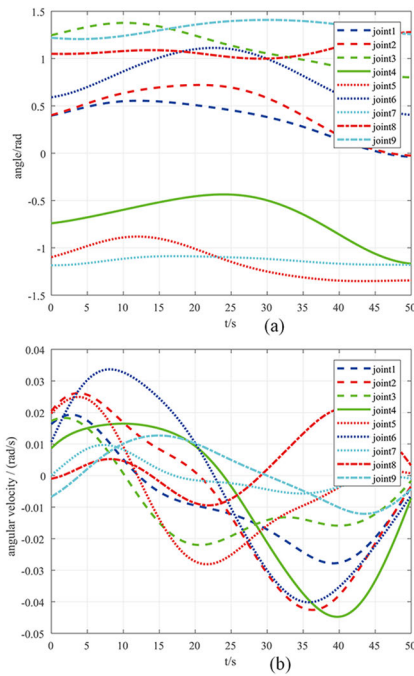 1.5
1
0.5
0
-0.5
-1
-1.5
angle/rad
0 5 10 15 20 25 30 35 40 45 50
t/s
(a)
joint1
joint2
joint3
joint4
joint5
joint6
joint7
joint8
joint9
0.04
0.03
0.02
0.01
0
-0.01
-0.02
-0.03
-0.04
-0.05
angular velocity / (rad/s)
0 5 10 15 20 25 30 35 40 45 50
t/s
(b)
joint1
joint2
joint3
joint4
joint5
joint6
joint7
joint8
joint9